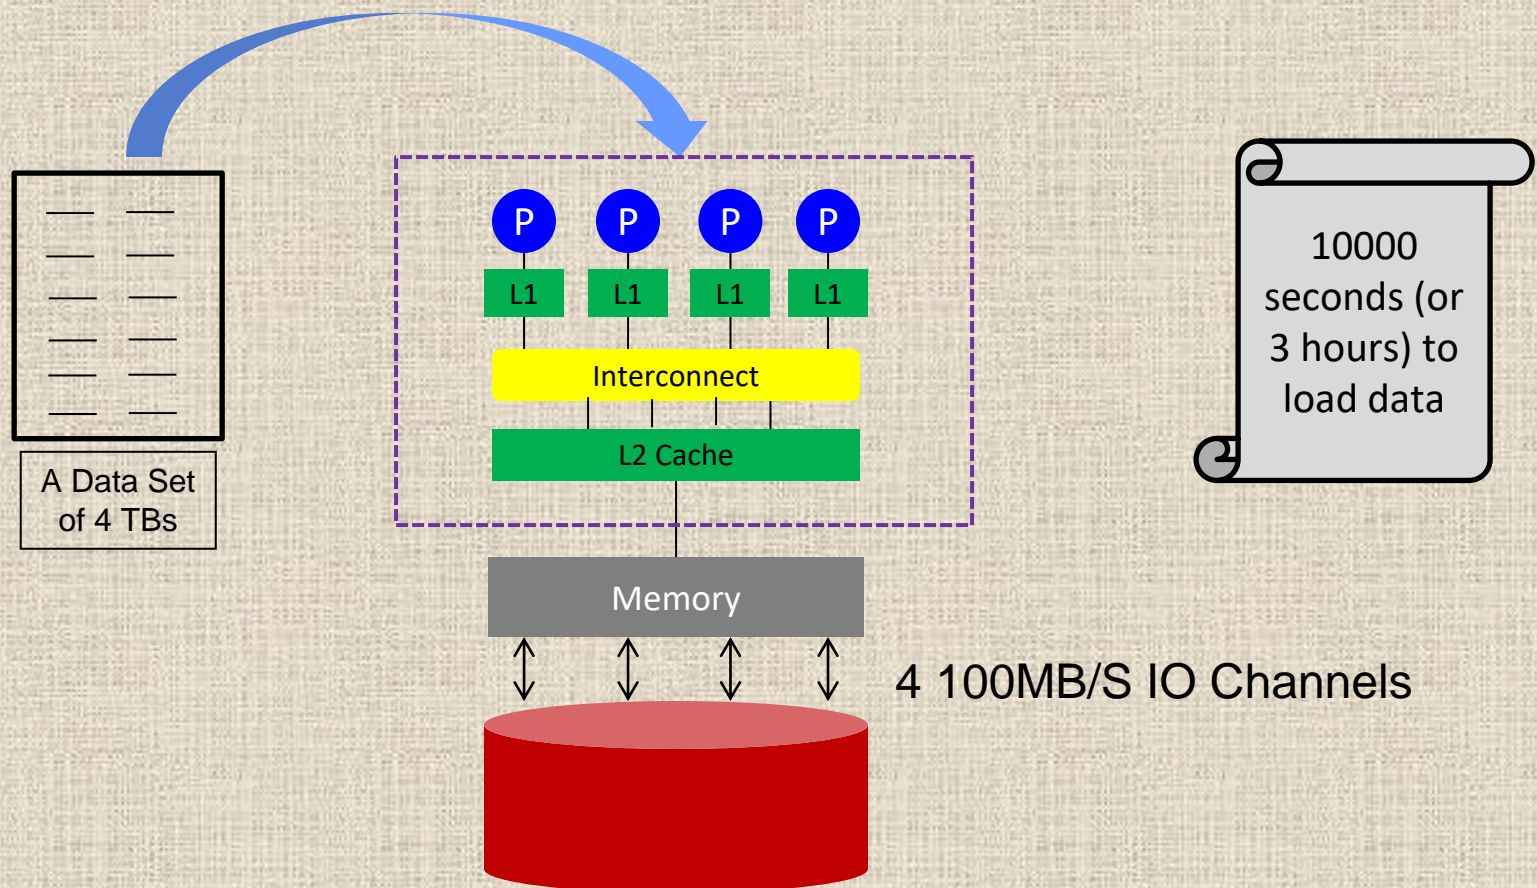 P P P P
L1 L1 L1 L1
Interconnect
L2 Cache
Memory
A Data Set
of 4 TBs
4 100MB/S IO Channels
10000
seconds (or
3 hours) to
load data